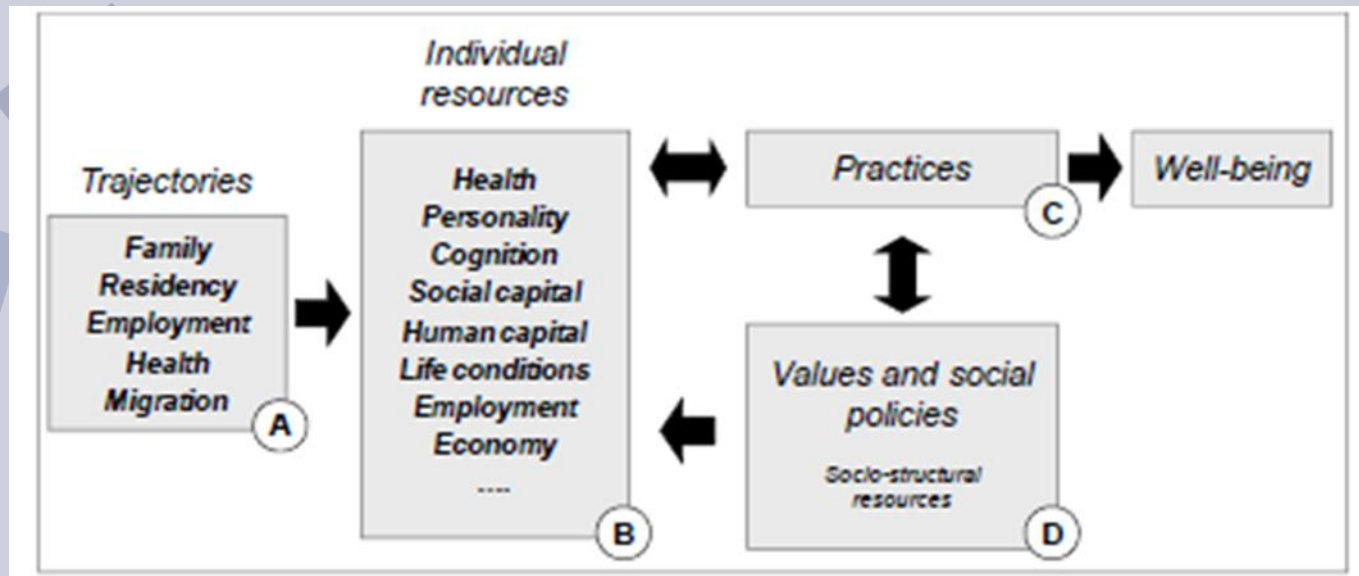 Trajectories
Family
Residency
Employment
Health
Migration
A
Individual
resources
Health
Personality
Cognition
Social capital
Human capital
Life conditions
Employment
Economy
....
B
Practices
C
Well-being
Values and social
policies
Socio-structural
resources
D